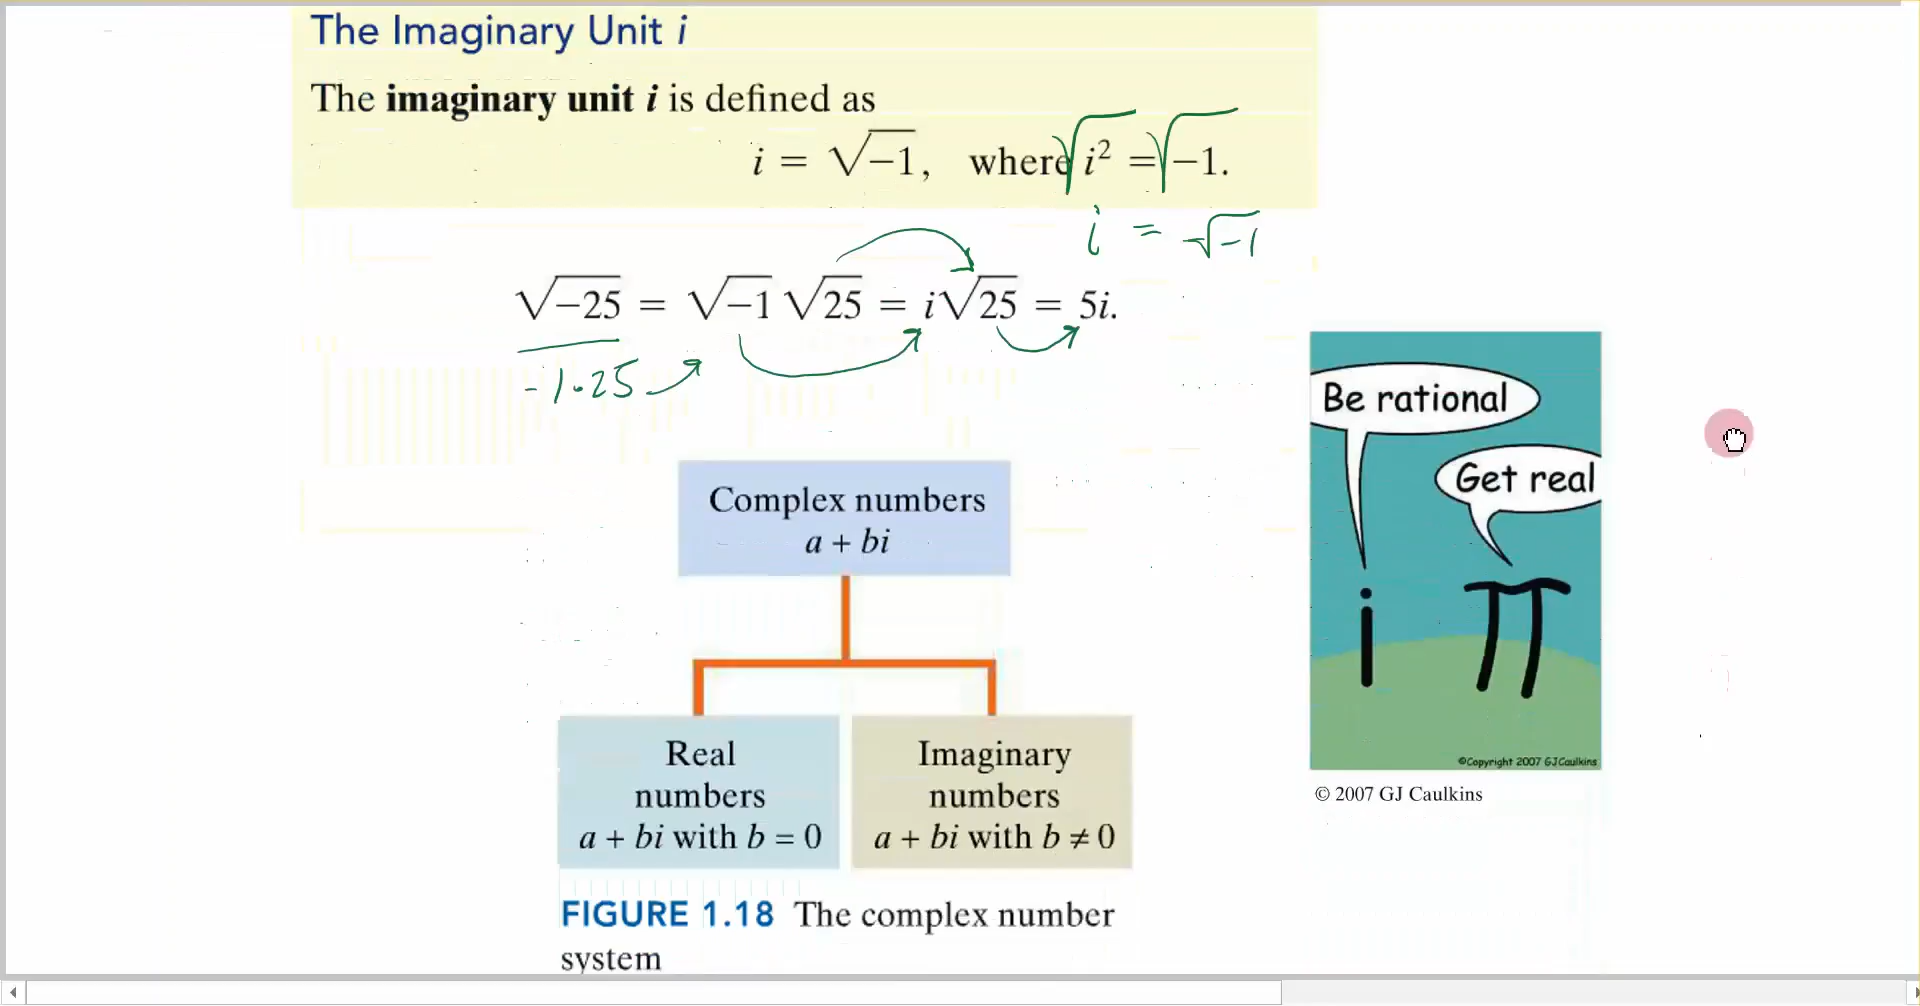 The Imaginary Unit i
The imaginary unit i is defined as
i = √−1, where √i² = √−1.
i = √-1
√−25 = √−1 √25 = i√25 = 5i.
-1·25
Be rational
Get real
i π
©Copyright 2007 GJCaulkins
© 2007 GJ Caulkins
Complex numbers
a + bi
Real
numbers
a + bi with b = 0
Imaginary
numbers
a + bi with b ≠ 0
FIGURE 1.18 The complex number
system